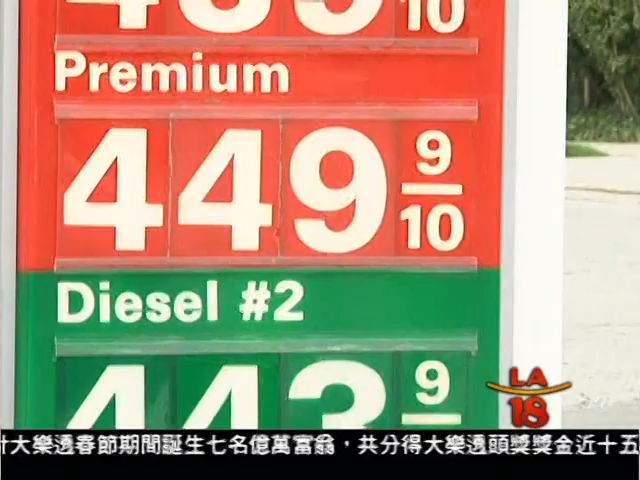 10
Premium
449 9/10
Diesel #2
443 9
LA
18
大樂透春節期間誕生七名億萬富翁，共分得大樂透頭獎獎金近十五